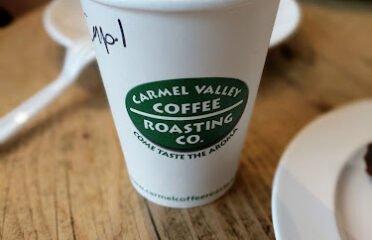 CARMEL VALLEY
COFFEE
ROASTING
CO.
COME TASTE THE AROMA